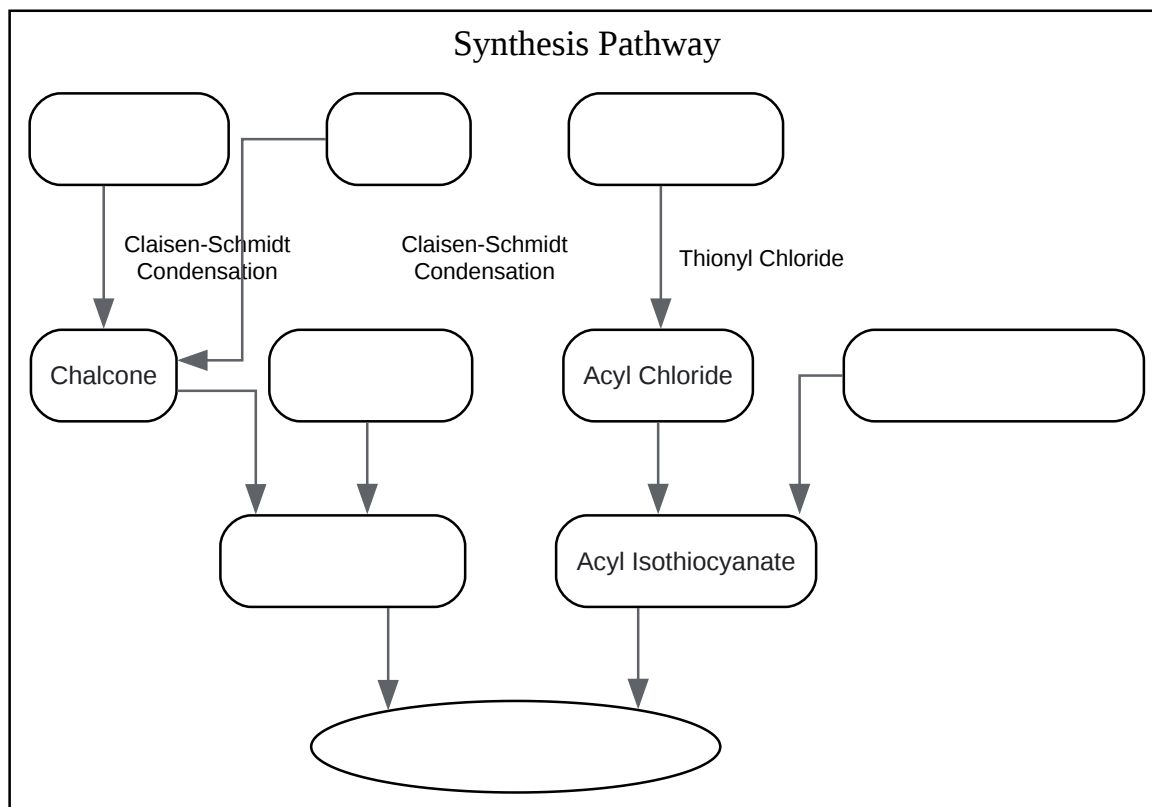 Synthesis Pathway
Claisen-Schmidt
Condensation
Claisen-Schmidt
Condensation
Thionyl Chloride
Chalcone
Acyl Chloride
Acyl Isothiocyanate